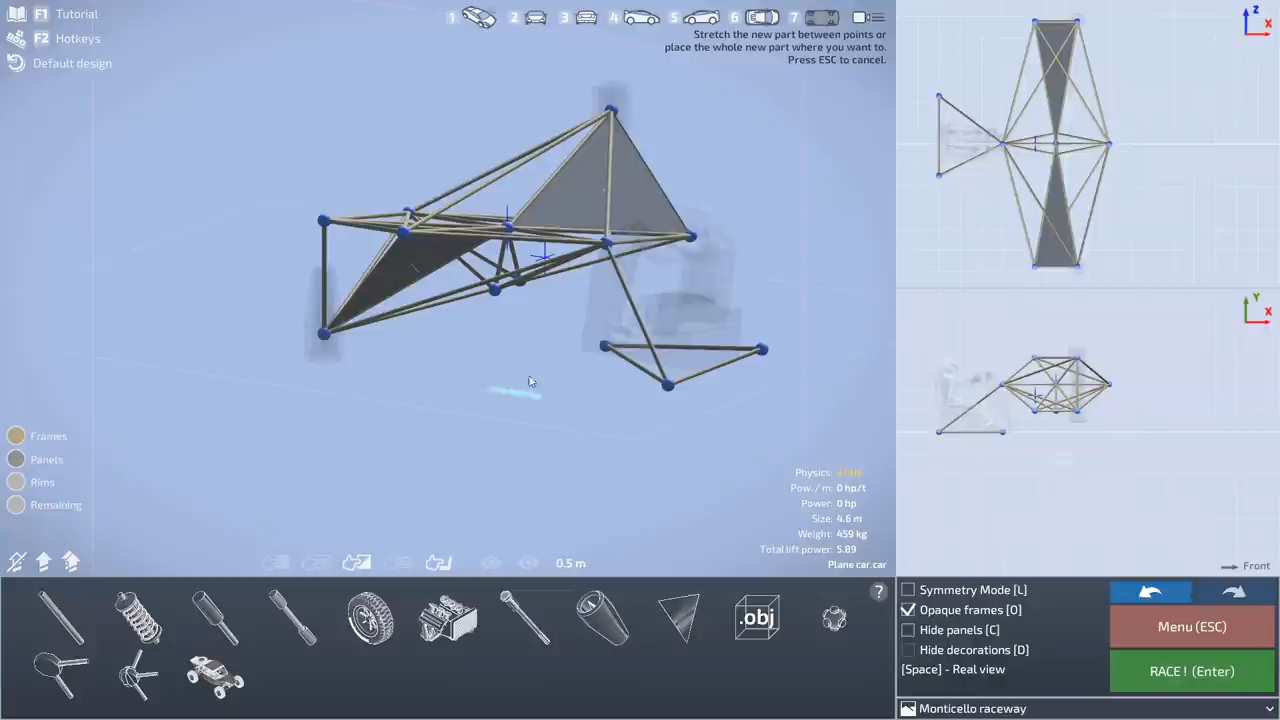 F1 Tutorial
F2 Hotkeys
Default design
1 2 3 4 5 6 7
Stretch the new part between points or
place the whole new part where you want to.
Press ESC to cancel.
Frames
Panels
Rims
Remaining
Physics:
Pow. / m: 0 hp/t
Power: 0 hp
Size: 4.6 m
Weight: 459 kg
Total lift power: 5.89
Plane car.car
0.5 m
Z
X
Y
X
Front
?
.obj
Symmetry Mode [L]
Opaque frames [O]
Hide panels [C]
Hide decorations [D]
[Space] - Real view
Menu (ESC)
RACE! (Enter)
Monticello raceway